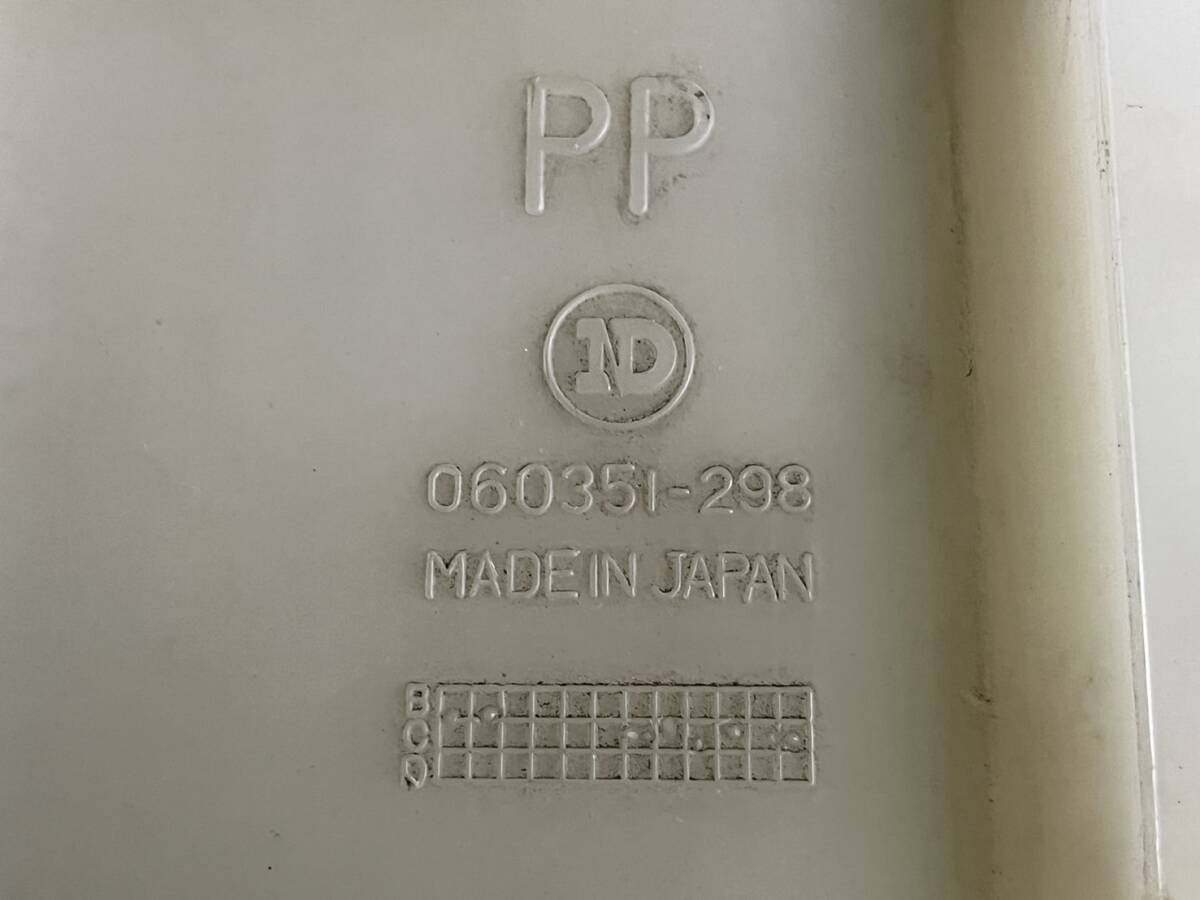 PP
ND
060351-298
MADE IN JAPAN
B
C
D